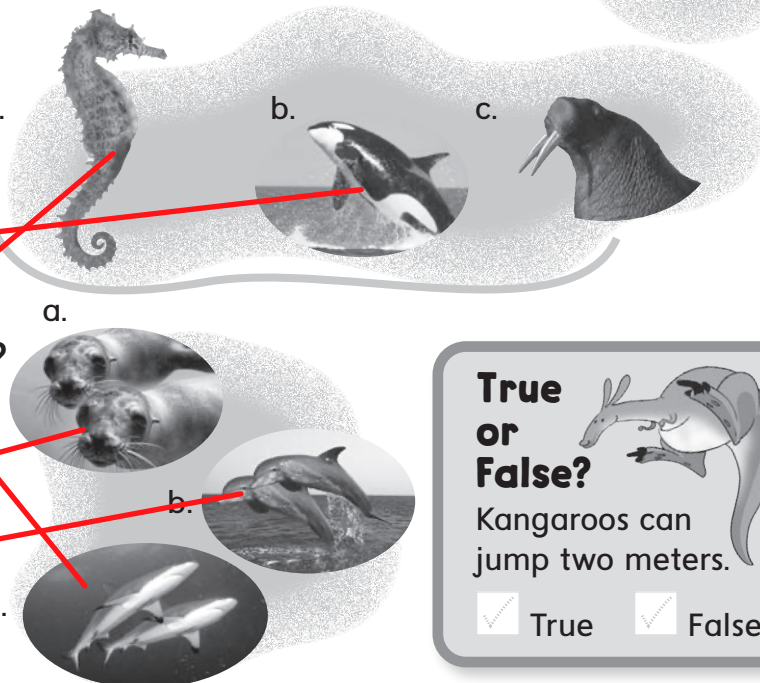 b.
c.
a.
?
b.
True
or
False?
Kangaroos can
jump two meters.
True
False